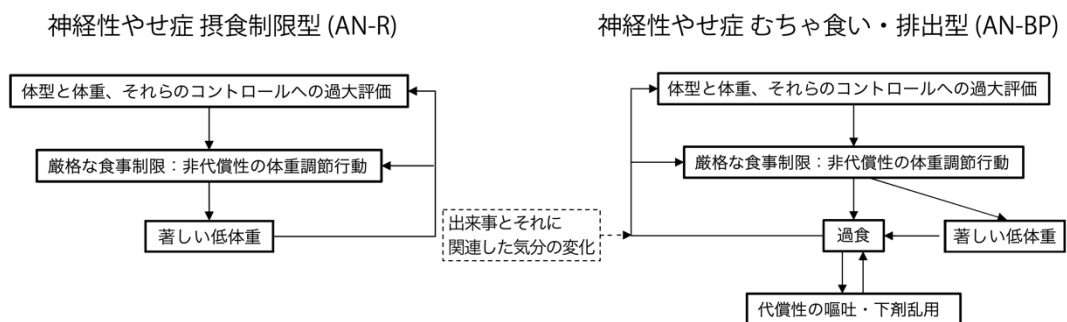 神経性やせ症 摂食制限型 (AN-R)
体型と体重、それらのコントロールへの過大評価
厳格な食事制限：非代償性の体重調節行動
著しい低体重
出来事とそれに
関連した気分の変化
神経性やせ症 むちゃ食い・排出型 (AN-BP)
体型と体重、それらのコントロールへの過大評価
厳格な食事制限：非代償性の体重調節行動
過食
著しい低体重
代償性の嘔吐・下剤乱用